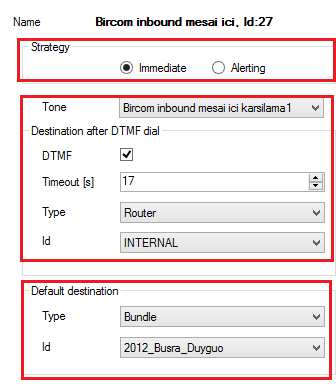 Name Bircom inbound mesai ici, Id:27
Strategy
Immediate Alerting
Tone Bircom inbound mesai ici karsilama1
Destination after DTMF dial
DTMF
Timeout [s] 17
Type Router
Id INTERNAL
Default destination
Type Bundle
Id 2012_Busra_Duyguo